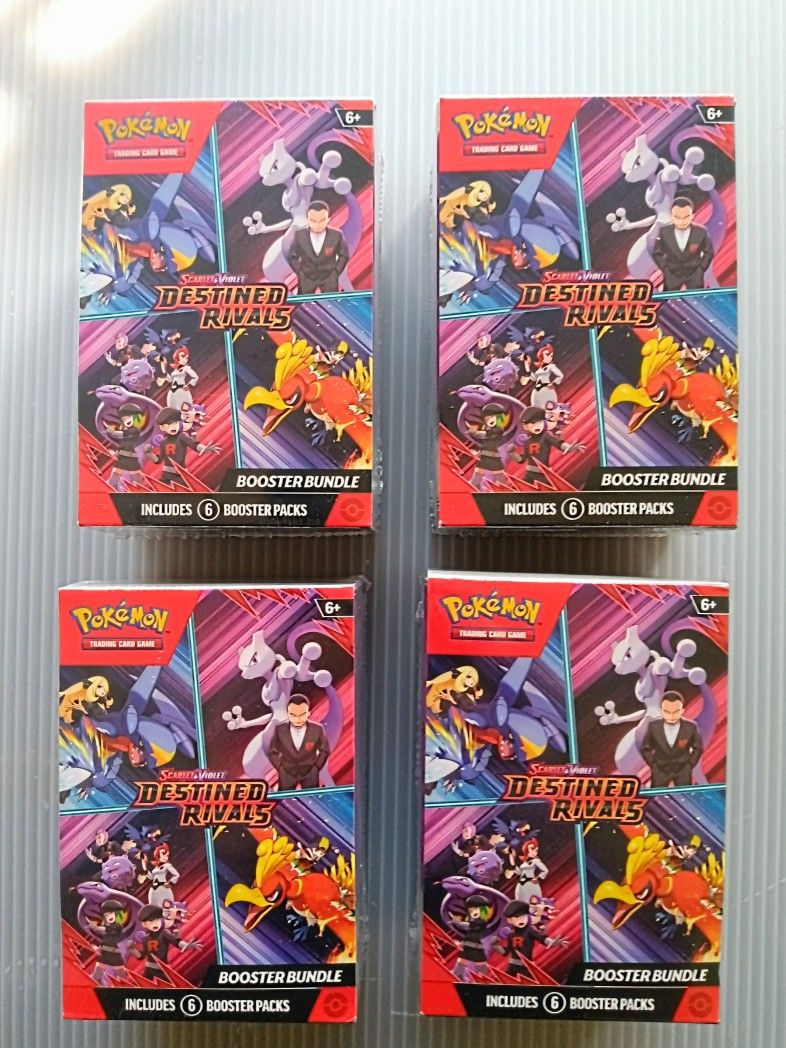 POKÉMON
TRADING CARD GAME
6+
SCARLET & VIOLET
DESTINED
RIVALS
R
BOOSTER BUNDLE
INCLUDES 6 BOOSTER PACKS
POKÉMON
TRADING CARD GAME
6+
SCARLET & VIOLET
DESTINED
RIVALS
R
BOOSTER BUNDLE
INCLUDES 6 BOOSTER PACKS
POKÉMON
TRADING CARD GAME
6+
SCARLET & VIOLET
DESTINED
RIVALS
R
BOOSTER BUNDLE
INCLUDES 6 BOOSTER PACKS
POKÉMON
TRADING CARD GAME
6+
SCARLET & VIOLET
DESTINED
RIVALS
R
BOOSTER BUNDLE
INCLUDES 6 BOOSTER PACKS